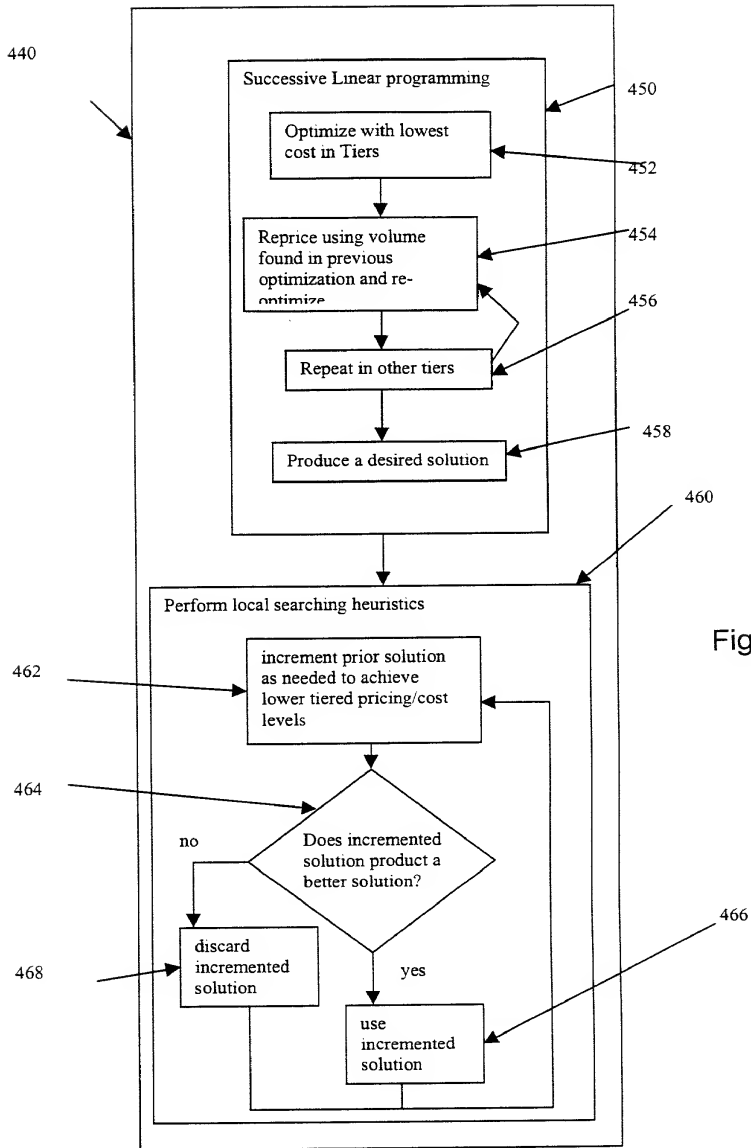 440
Successive Linear programming
450
Optimize with lowest
cost in Tiers
452
Reprice using volume
found in previous
optimization and re-
optimize
454
456
Repeat in other tiers
458
Produce a desired solution
460
Perform local searching heuristics
Fig
462
increment prior solution
as needed to achieve
lower tiered pricing/cost
levels
464
no
Does incremented
solution product a
better solution?
466
468
discard
incremented
solution
yes
use
incremented
solution